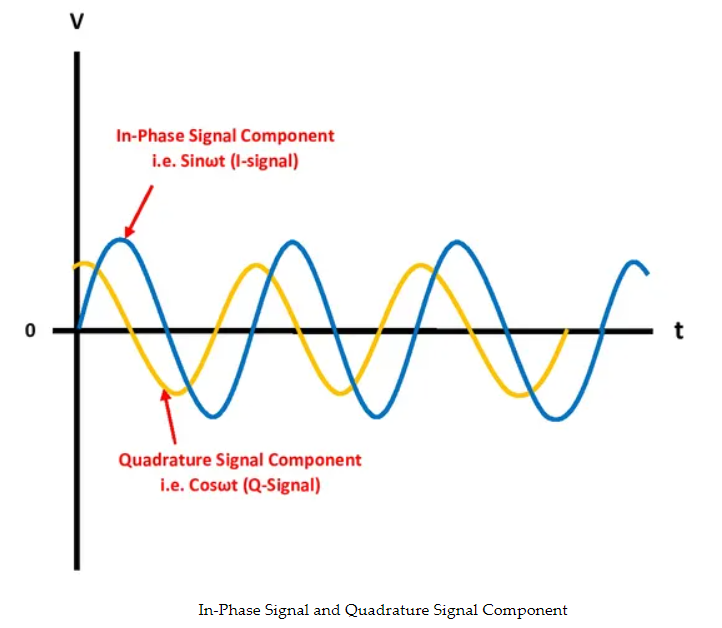 V
In-Phase Signal Component
i.e. Sinωt (I-signal)
0
t
Quadrature Signal Component
i.e. Cosωt (Q-Signal)
In-Phase Signal and Quadrature Signal Component